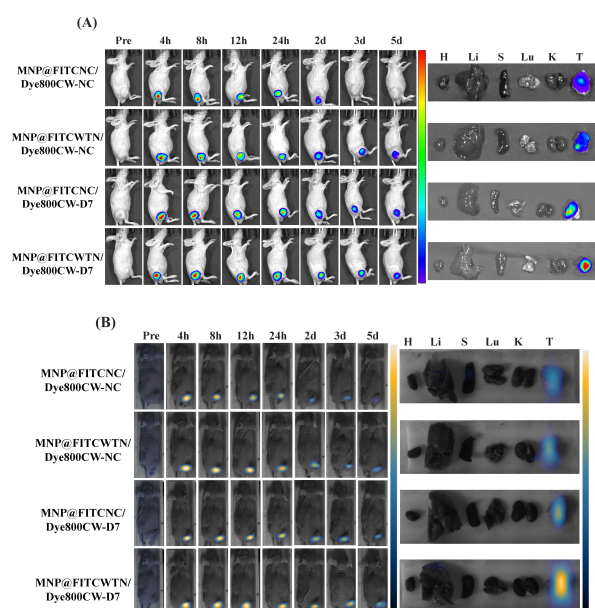 (A)
Pre 4h 8h 12h 24h 2d 3d 5d
H Li S Lu K T
MNP@FITCNC/
Dye800CW-NC
MNP@FITCWTN/
Dye800CW-NC
MNP@FITCNC/
Dye800CW-D7
MNP@FITCWTN/
Dye800CW-D7
(B)
Pre 4h 8h 12h 24h 2d 3d 5d
H Li S Lu K T
MNP@FITCNC/
Dye800CW-NC
MNP@FITCWTN/
Dye800CW-NC
MNP@FITCNC/
Dye800CW-D7
MNP@FITCWTN/
Dye800CW-D7